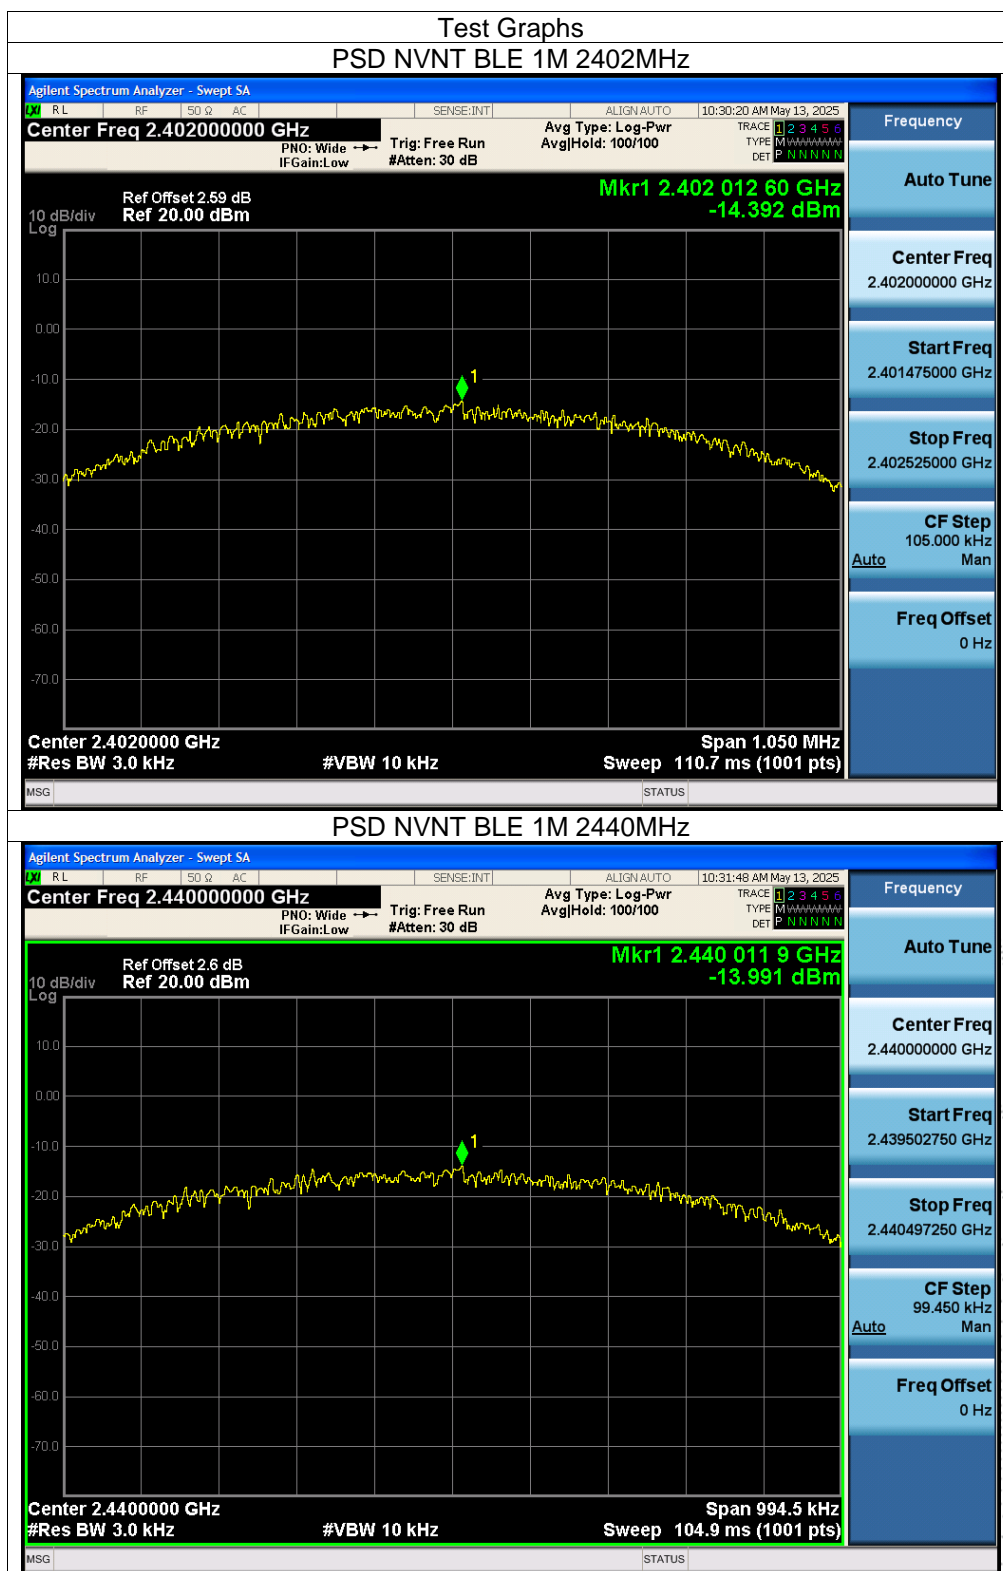 Test Graphs
PSD NVNT BLE 1M 2402MHz
Agilent Spectrum Analyzer - Swept SA
LXI RL RF 50 Ω AC SENSE:INT ALIGN AUTO 10:30:20 AM May 13, 2025
Center Freq 2.402000000 GHz
PNO: Wide
IFGain:Low
Trig: Free Run
#Atten: 30 dB
Avg Type: Log-Pwr
Avg|Hold: 100/100
TRACE 1 2 3 4 5 6
TYPE M
DET P N N N N N
Ref Offset 2.59 dB
Ref 20.00 dBm
10 dB/div
Log
Mkr1 2.402 012 60 GHz
-14.392 dBm
10.0
0.00
-10.0
-20.0
-30.0
-40.0
-50.0
-60.0
-70.0
1
Center 2.4020000 GHz
Span 1.050 MHz
#Res BW 3.0 kHz
#VBW 10 kHz
Sweep 110.7 ms (1001 pts)
MSG
STATUS
Frequency
Auto Tune
Center Freq
2.402000000 GHz
Start Freq
2.401475000 GHz
Stop Freq
2.402525000 GHz
CF Step
105.000 kHz
Auto Man
Freq Offset
0 Hz
PSD NVNT BLE 1M 2440MHz
Agilent Spectrum Analyzer - Swept SA
LXI RL RF 50 Ω AC SENSE:INT ALIGN AUTO 10:31:48 AM May 13, 2025
Center Freq 2.440000000 GHz
PNO: Wide
IFGain:Low
Trig: Free Run
#Atten: 30 dB
Avg Type: Log-Pwr
Avg|Hold: 100/100
TRACE 1 2 3 4 5 6
TYPE M
DET P N N N N N
Ref Offset 2.6 dB
Ref 20.00 dBm
10 dB/div
Log
Mkr1 2.440 011 9 GHz
-13.991 dBm
10.0
0.00
-10.0
-20.0
-30.0
-40.0
-50.0
-60.0
-70.0
1
Center 2.4400000 GHz
Span 994.5 kHz
#Res BW 3.0 kHz
#VBW 10 kHz
Sweep 104.9 ms (1001 pts)
MSG
STATUS
Frequency
Auto Tune
Center Freq
2.440000000 GHz
Start Freq
2.439502750 GHz
Stop Freq
2.440497250 GHz
CF Step
99.450 kHz
Auto Man
Freq Offset
0 Hz